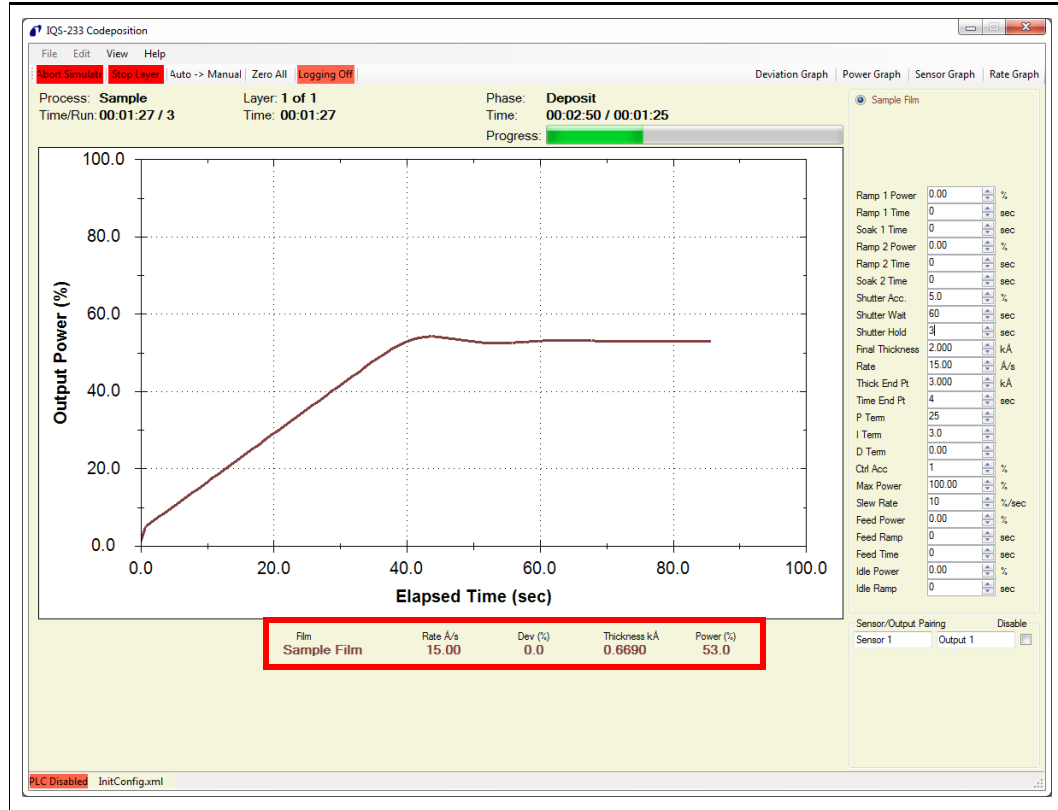 IQS-233 Codeposition
File Edit View Help
Abort Simulate Stop Layer Auto -> Manual Zero All Logging Off Deviation Graph Power Graph Sensor Graph Rate Graph
Process: Sample Layer: 1 of 1 Phase: Deposit
Time/Run: 00:01:27 / 3 Time: 00:01:27 Time: 00:02:50 / 00:01:25
Progress:
Sample Film
100.0
80.0
60.0
40.0
20.0
0.0
Output Power (%)
0.0 20.0 40.0 60.0 80.0 100.0
Elapsed Time (sec)
Film Rate Å/s Dev (%) Thickness kÅ Power (%)
Sample Film 15.00 0.0 0.6690 53.0
Ramp 1 Power 0.00 %
Ramp 1 Time 0 sec
Soak 1 Time 0 sec
Ramp 2 Power 0.00 %
Ramp 2 Time 0 sec
Soak 2 Time 0 sec
Shutter Acc. 5.0 %
Shutter Wait 60 sec
Shutter Hold 3 sec
Final Thickness 2.000 kÅ
Rate 15.00 Å/s
Thick End Pt 3.000 kÅ
Time End Pt 4 sec
P Term 25
I Term 3.0
D Term 0.00
Ctrl Acc 1 %
Max Power 100.00 %
Slew Rate 10 %/sec
Feed Power 0.00 %
Feed Ramp 0 sec
Feed Time 0 sec
Idle Power 0.00 %
Idle Ramp 0 sec
Sensor/Output Pairing Disable
Sensor 1 Output 1
PLC Disabled InitConfig.xml